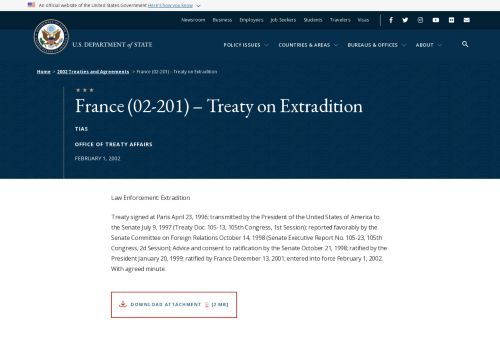 An official website of the United States Government Here's how you know
Newsroom Business Employees Job Seekers Students Travelers Visas
U.S. DEPARTMENT of STATE
POLICY ISSUES COUNTRIES & AREAS BUREAUS & OFFICES ABOUT
Home > 2002 Treaties and Agreements > France (02-201) – Treaty on Extradition
France (02-201) – Treaty on Extradition
TIAS
OFFICE OF TREATY AFFAIRS
FEBRUARY 1, 2002
Law Enforcement: Extradition
Treaty signed at Paris April 23, 1996; transmitted by the President of the United States of America to
the Senate July 9, 1997 (Treaty Doc. 105-13, 105th Congress, 1st Session); reported favorably by
the Senate Committee on Foreign Relations October 14, 1998 (Senate Executive Report No. 105-23, 105th
Congress, 2d Session); Advice and consent to ratification by the Senate October 21, 1998; ratified by
the President January 20, 1999; ratified by France December 13, 2001; entered into force February 1, 2002.
With agreed minute.
DOWNLOAD ATTACHMENT [2 MB]